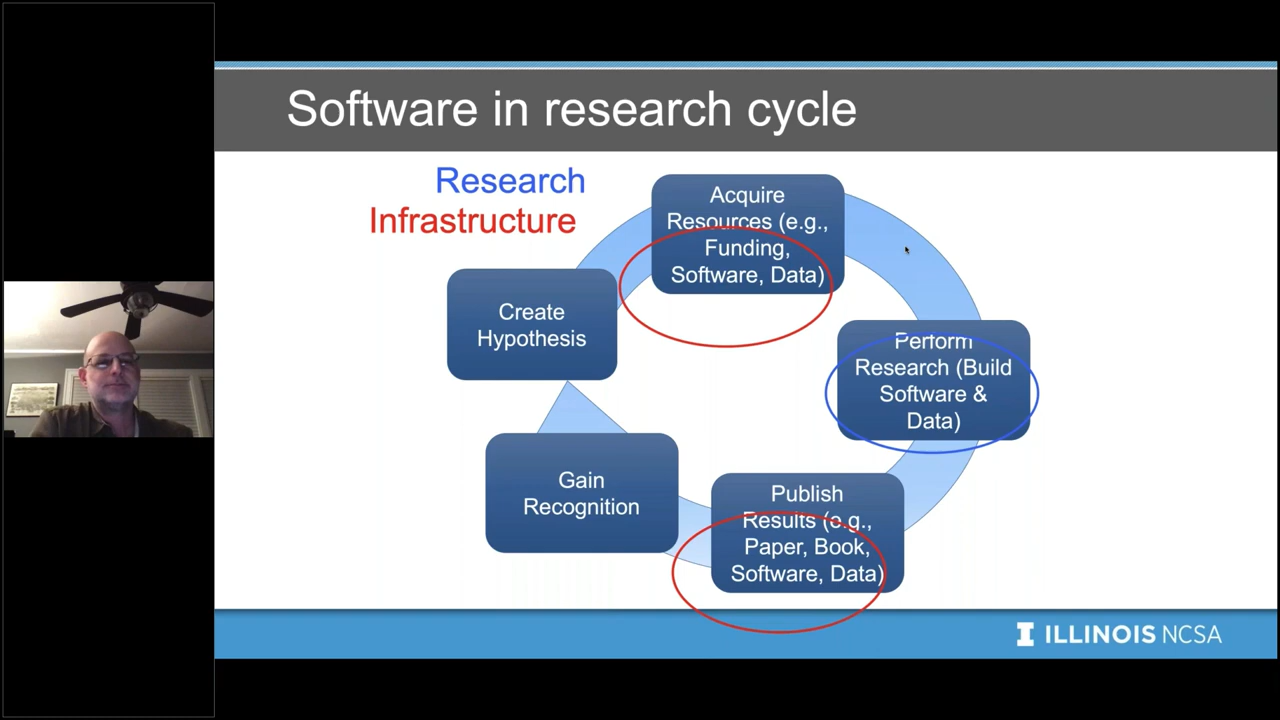 Software in research cycle
Research
Infrastructure
Acquire
Resources (e.g.,
Funding,
Software, Data)
Create
Hypothesis
Perform
Research (Build
Software &
Data)
Gain
Recognition
Publish
Results (e.g.,
Paper, Book,
Software, Data)
I ILLINOIS NCSA